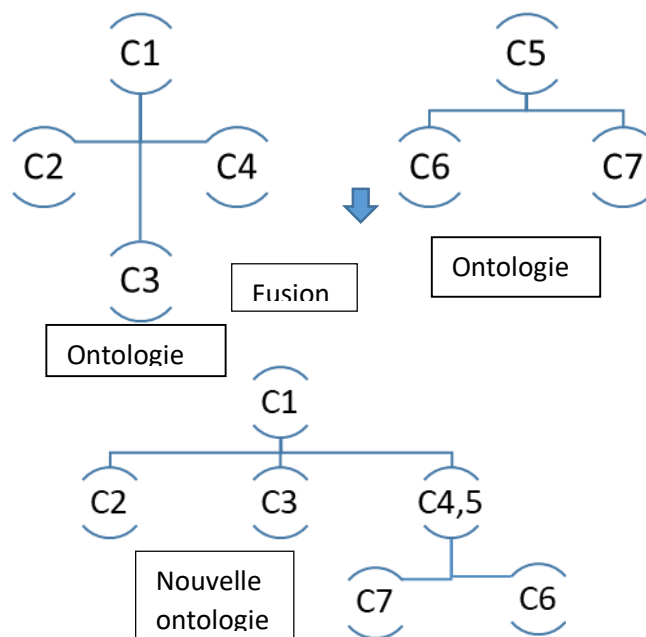 C1
C2
C4
C3
Ontologie
C5
C6
C7
Ontologie
Fusion
C1
C2
C3
C4,5
C7
C6
Nouvelle
ontologie